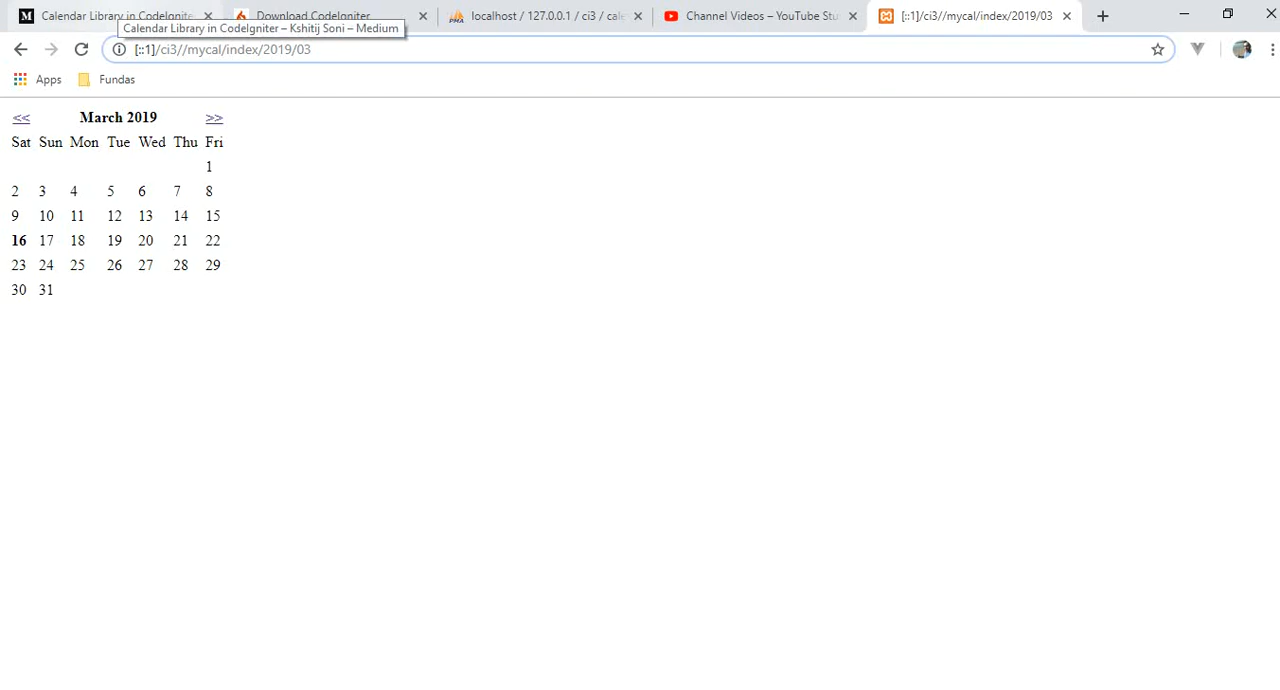 M Calendar Library in CodeIgnite Download CodeIgniter localhost / 127.0.0.1 / ci3 / cale Channel Videos – YouTube Stu [::1]/ci3//mycal/index/2019/03
Calendar Library in CodeIgniter – Kshitij Soni – Medium
[::1]/ci3//mycal/index/2019/03
Apps Fundas
<< March 2019 >>
Sat Sun Mon Tue Wed Thu Fri
1
2 3 4 5 6 7 8
9 10 11 12 13 14 15
16 17 18 19 20 21 22
23 24 25 26 27 28 29
30 31